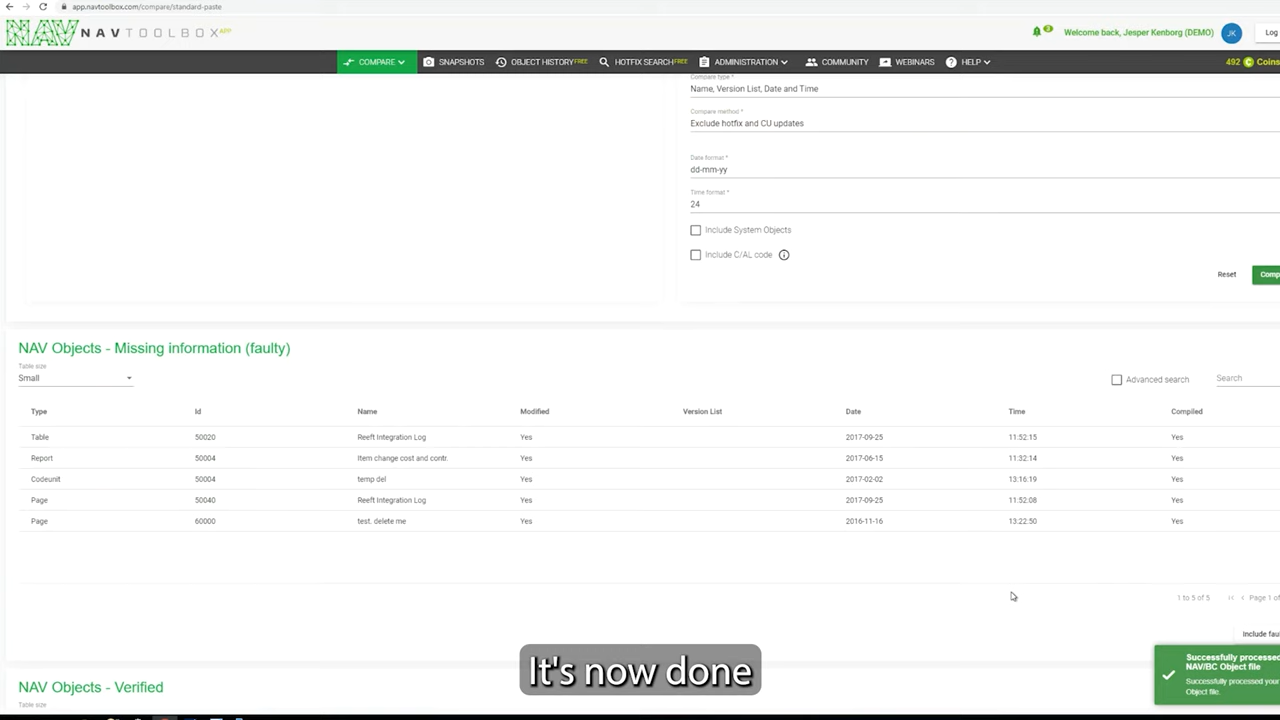 app.navtoolbox.com/compare/standard-paste
NAV NAVTOOLBOX APP
3 Welcome back, Jesper Kenborg (DEMO) JK Log
COMPARE SNAPSHOTS OBJECT HISTORY FREE HOTFIX SEARCH FREE ADMINISTRATION COMMUNITY WEBINARS HELP 492 C Coins
Compare type *
Name, Version List, Date and Time
Compare method *
Exclude hotfix and CU updates
Date format *
dd-mm-yy
Time format *
24
Include System Objects
Include C/AL code
Reset Comp
NAV Objects - Missing information (faulty)
Table size
Small
Advanced search Search
Type Id Name Modified Version List Date Time Compiled
Table 50020 Reeft Integration Log Yes 2017-09-25 11:52:15 Yes
Report 50004 Item change cost and contr. Yes 2017-06-15 11:32:14 Yes
Codeunit 50004 temp del Yes 2017-02-02 13:16:19 Yes
Page 50040 Reeft Integration Log Yes 2017-09-25 11:52:08 Yes
Page 60000 test. delete me Yes 2016-11-16 13:22:50 Yes
1 to 5 of 5 Page 1 of
Include fau
It's now done
Successfully processed
NAV/BC Object file
Successfully processed your
Object file.
NAV Objects - Verified
Table size